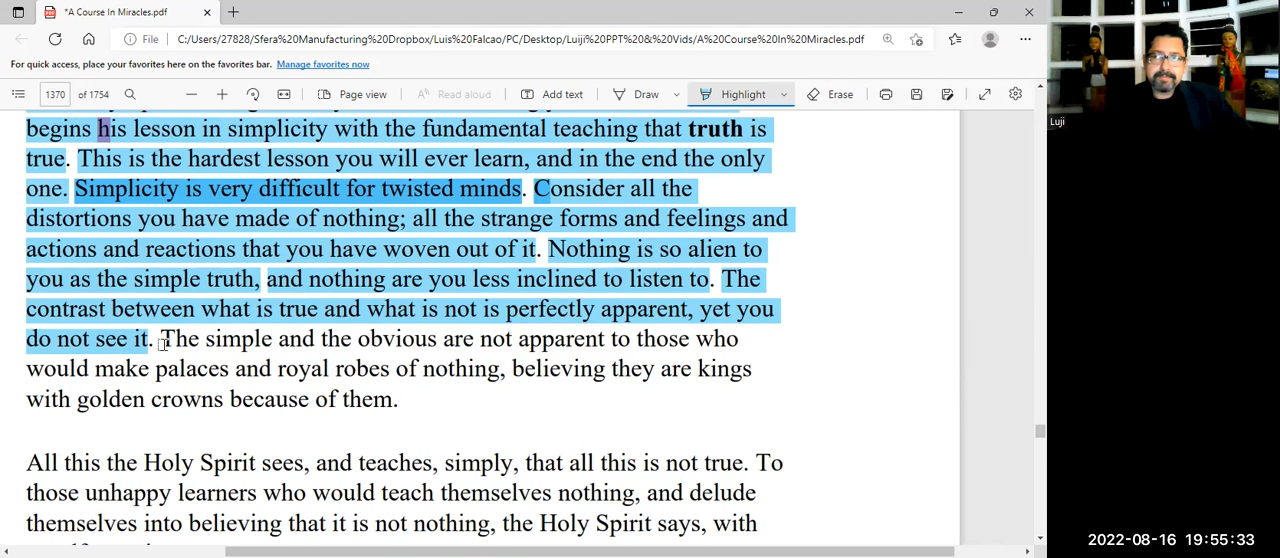 *A Course In Miracles.pdf
File
C:/Users/27828/Sfera%20Manufacturing%20Dropbox/Luis%20Falcao/PC/Desktop/Luiji%20PPT%20&%20Vids/A%20Course%20In%20Miracles.pdf
For quick access, place your favorites here on the favorites bar. Manage favorites now
1370 of 1754
Page view
Read aloud
Add text
Draw
Highlight
Erase
begins his lesson in simplicity with the fundamental teaching that truth is
true. This is the hardest lesson you will ever learn, and in the end the only
one. Simplicity is very difficult for twisted minds. Consider all the
distortions you have made of nothing; all the strange forms and feelings and
actions and reactions that you have woven out of it. Nothing is so alien to
you as the simple truth, and nothing are you less inclined to listen to. The
contrast between what is true and what is not is perfectly apparent, yet you
do not see it. The simple and the obvious are not apparent to those who
would make palaces and royal robes of nothing, believing they are kings
with golden crowns because of them.
All this the Holy Spirit sees, and teaches, simply, that all this is not true. To
those unhappy learners who would teach themselves nothing, and delude
themselves into believing that it is not nothing, the Holy Spirit says, with
Luji
2022-08-16 19:55:33